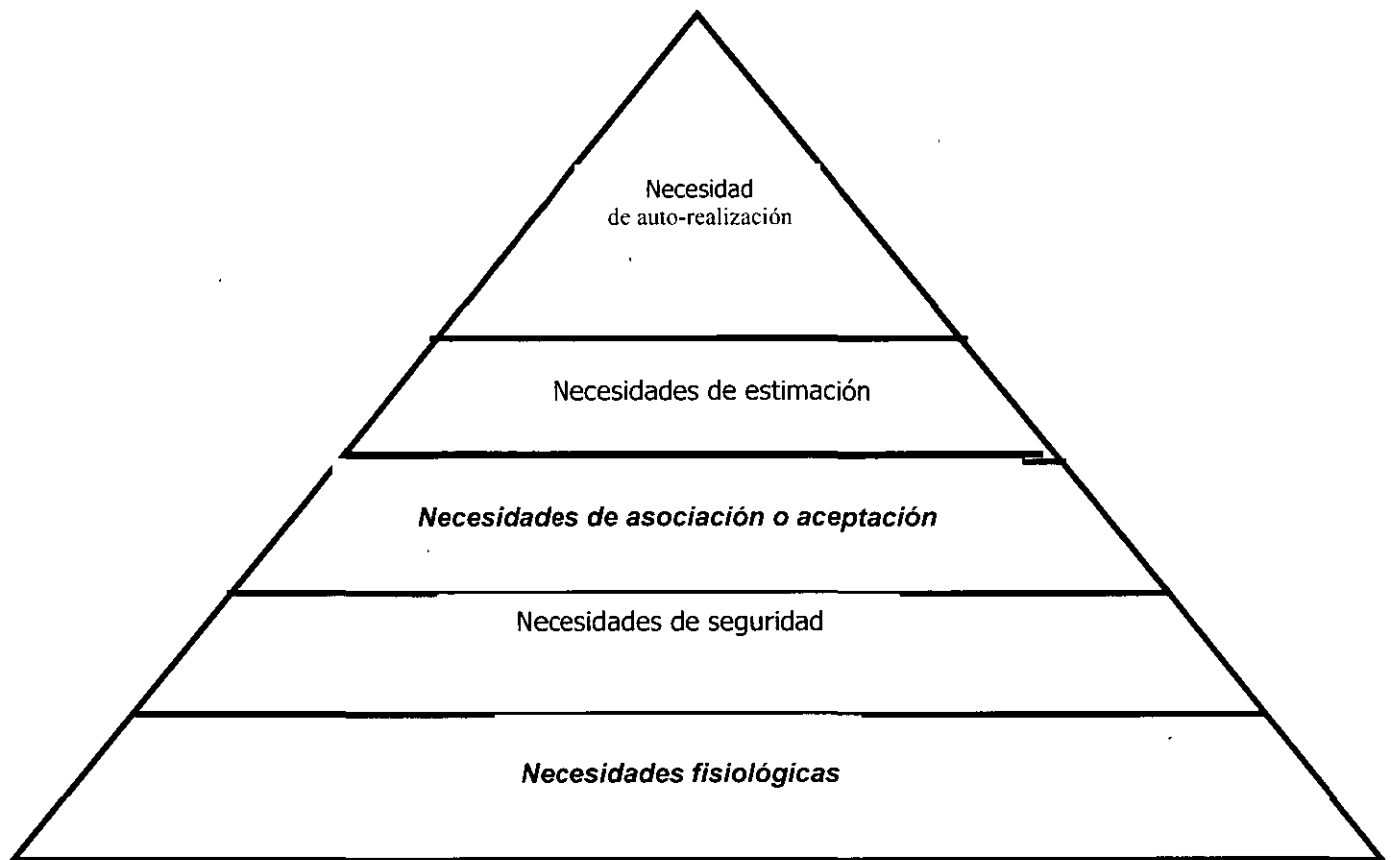 Necesidad
de auto-realización
Necesidades de estimación
Necesidades de asociación o aceptación
Necesidades de seguridad
Necesidades fisiológicas